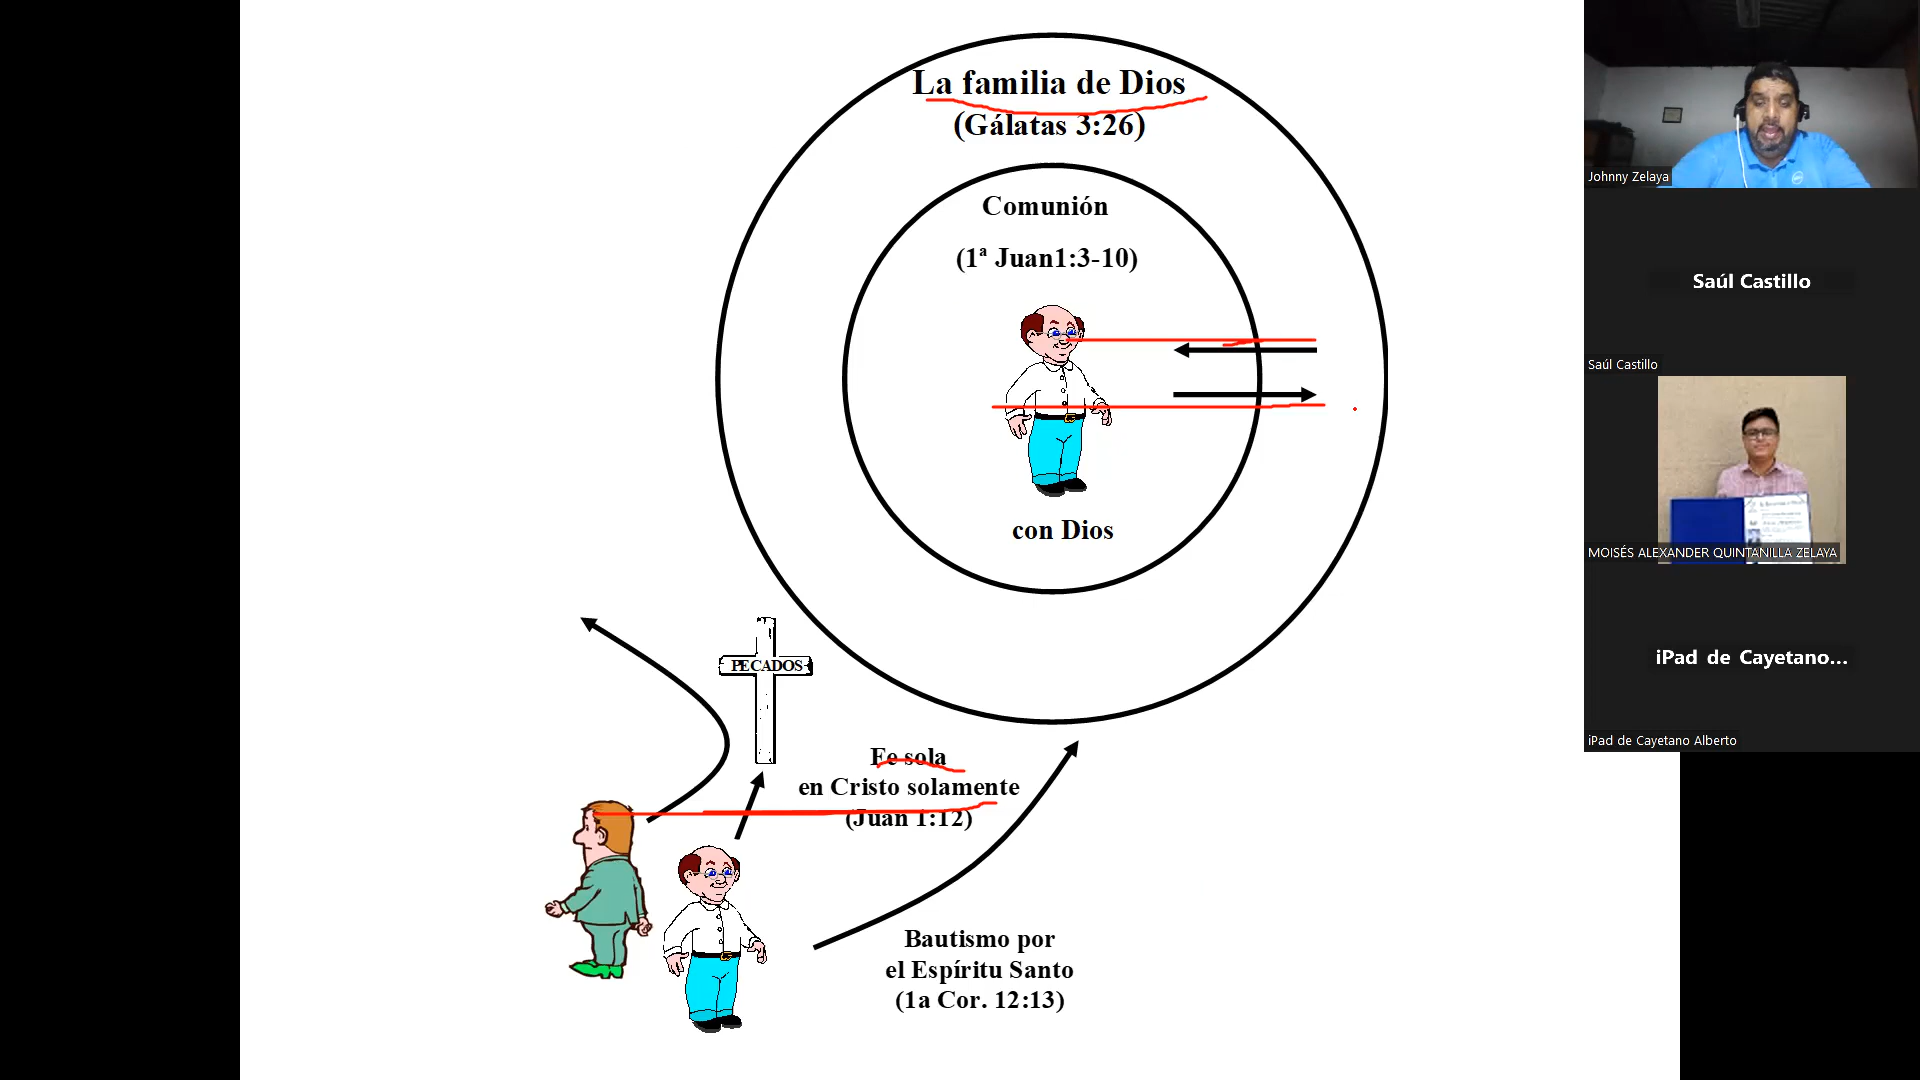 La familia de Dios
(Gálatas 3:26)
Comunión
(1ª Juan1:3-10)
con Dios
PECADOS
Fe sola
en Cristo solamente
(Juan 1:12)
Bautismo por
el Espíritu Santo
(1a Cor. 12:13)
Johnny Zelaya
Saúl Castillo
Saúl Castillo
MOISÉS ALEXANDER QUINTANILLA ZELAYA
iPad de Cayetano...
iPad de Cayetano Alberto